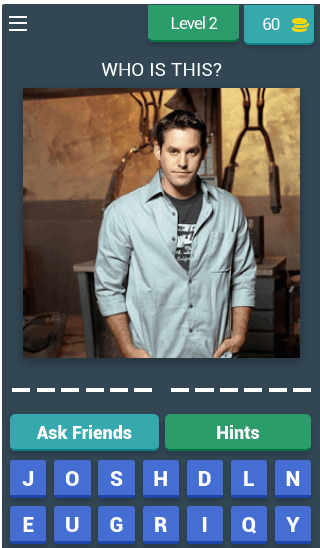 Level 2
60
WHO IS THIS?
Ask Friends
Hints
J O S H D L N
E U G R I Q Y